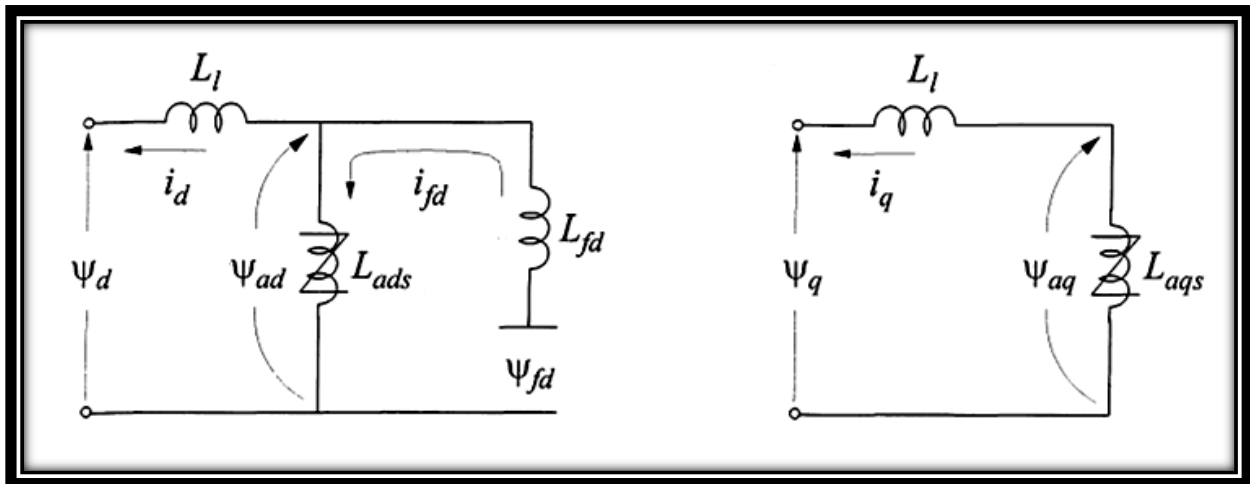 L_l
i_d
i_fd
L_fd
ψ_d
ψ_ad
L_ads
ψ_fd
L_l
i_q
ψ_q
ψ_aq
L_aqs